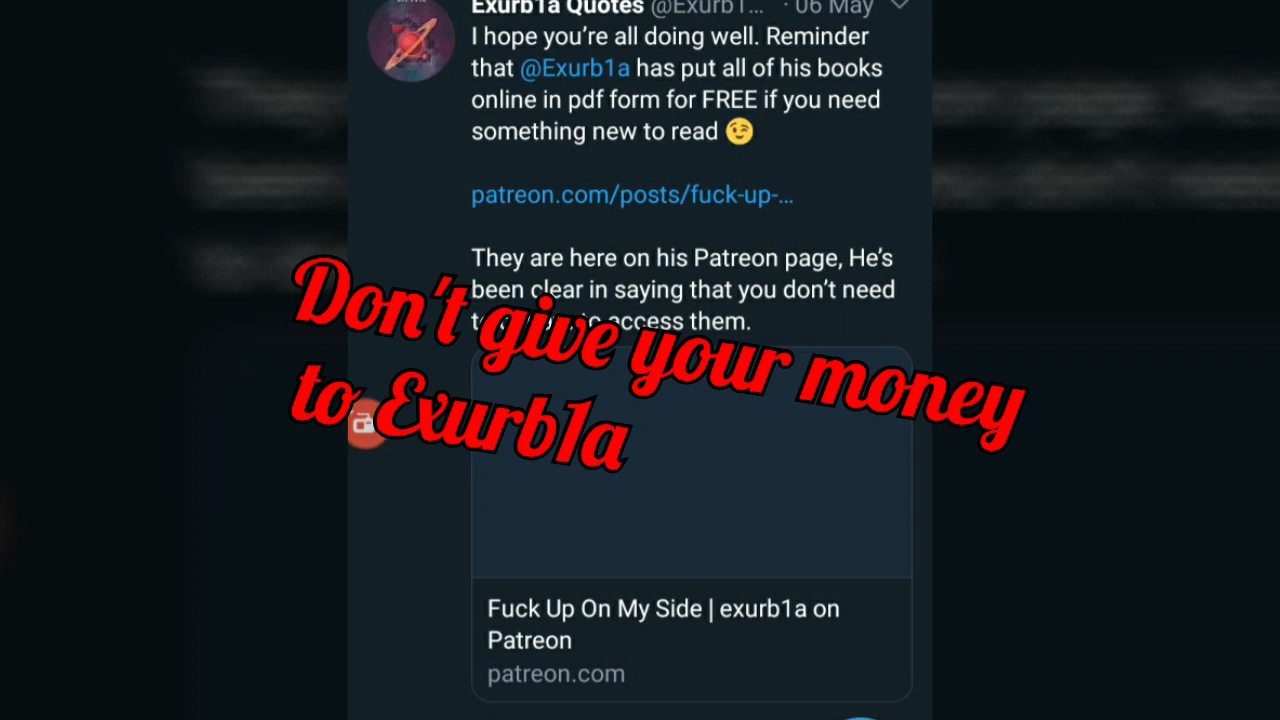 Exurb1a Quotes @Exurb1... · 06 May
I hope you're all doing well. Reminder
that @Exurb1a has put all of his books
online in pdf form for FREE if you need
something new to read 😉
patreon.com/posts/fuck-up-...
They are here on his Patreon page, He's
been clear in saying that you don't need
to access them.
Don't give your money
to Exurb1a
Fuck Up On My Side | exurb1a on
Patreon
patreon.com